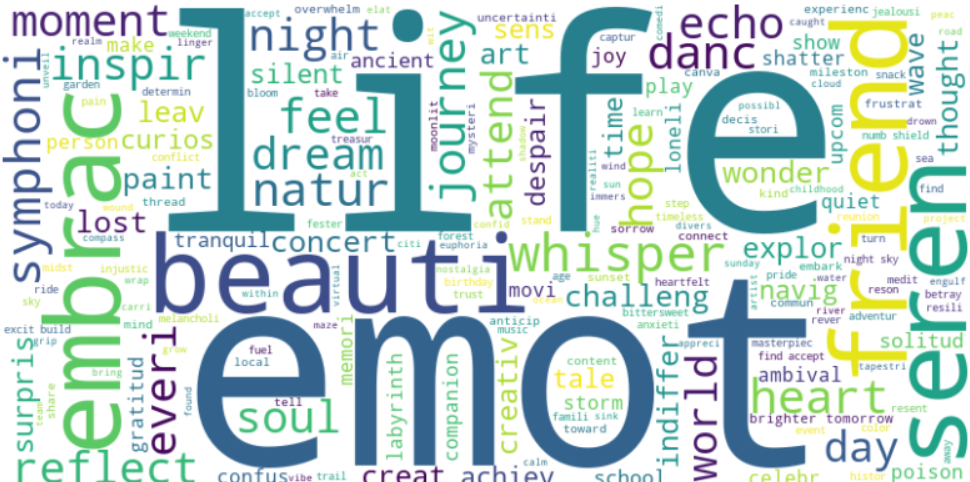 moment
weekend
accept
overwhelm
elat
life
night
ancient
journey
uncertainti
sens
art
captur
joy
comedi
echo
danc
experienc
jealousi
peac
caught
show
shatter
road
friend
wave
thought
realm
linger
make
inspir
unveil
air
silent
canva
mileston
cloud
snack
play
symphoni
embrac
garden
determin
bloom
take
pain
leav
feel
treasur
moonlit
mysteri
attend
shadow
despair
time
learn
loneli
possibl
decis
stori
upcom
frustrat
drown
numb shield
person
curios
conflict
dream
act
realiti
wind
sun
hope
wonder
kind
childhood
sea
find
paint
natur
thread
immers
step
timeless
quiet
today
wound
lost
compass
fester
confid
stand
hue
sorrow
divers
connect
reunion
project
tranquil
concert
citi
forest
euphoria
whisper
sunday
explor
turn
night sky
seren
midst
injustic
wrap
beauti
virtual
nostalgia
birthday
trust
age
sunset
heartfelt
artist
pride
embark
water
medit
engulf
ride
sky
carri
within
ocean
movi
challeng
navig
commun
reson
betray
excit
build
grip
mind
melancholi
emot
maze
memori
anticip
music
bittersweet
anxieti
river
rever
adventur
resili
surpris
everi
grow
fuel
local
creativ
appreci
masterpiec
find accept
solitud
bring
found
content
tale
indiffer
world
ambival
tapestri
team
share
gratitud
tell
soul
labyrinth
companion
storm
famili
sink
toward
heart
resent
brighter tomorrow
event
color
reflect
confus
vibe
trail
creat
achiev
calm
school
celebr
day
histor
away
poison